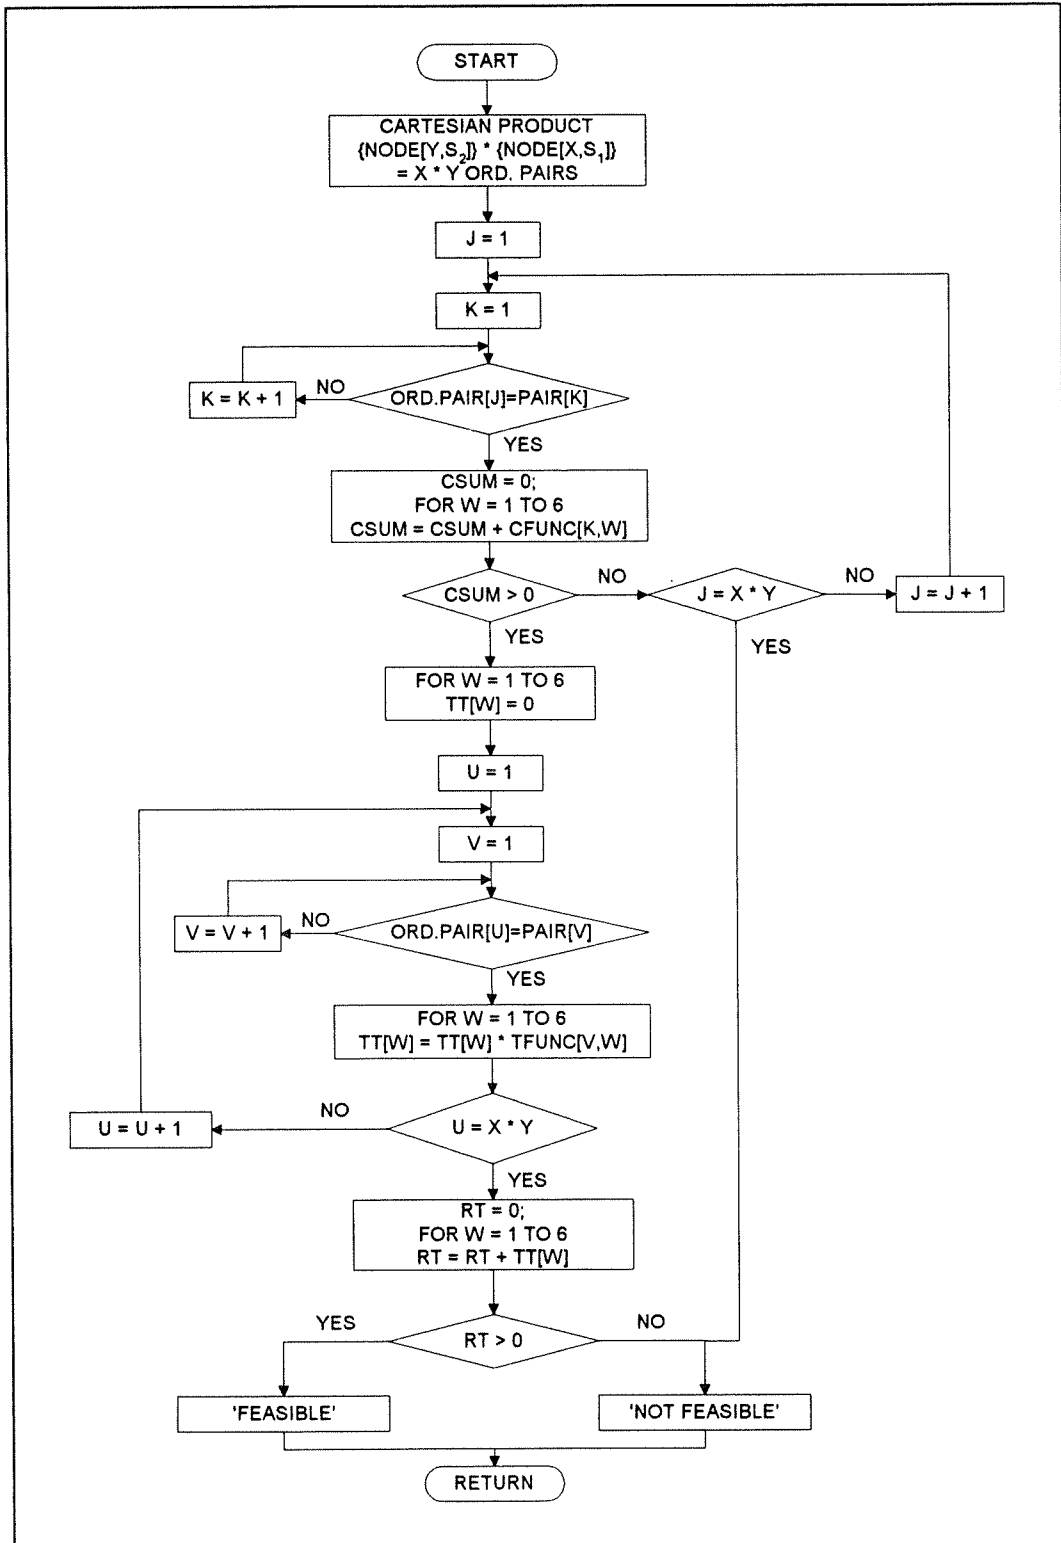 START
CARTESIAN PRODUCT
{NODE[Y,S₂]} * {NODE[X,S₁]}
= X * Y ORD. PAIRS
J = 1
K = 1
K = K + 1
NO
ORD.PAIR[J]=PAIR[K]
YES
CSUM = 0;
FOR W = 1 TO 6
CSUM = CSUM + CFUNC[K,W]
CSUM > 0
NO
J = X * Y
NO
J = J + 1
YES
YES
FOR W = 1 TO 6
TT[W] = 0
U = 1
V = 1
V = V + 1
NO
ORD.PAIR[U]=PAIR[V]
YES
FOR W = 1 TO 6
TT[W] = TT[W] * TFUNC[V,W]
U = U + 1
NO
U = X * Y
YES
RT = 0;
FOR W = 1 TO 6
RT = RT + TT[W]
YES
RT > 0
NO
'FEASIBLE'
'NOT FEASIBLE'
RETURN